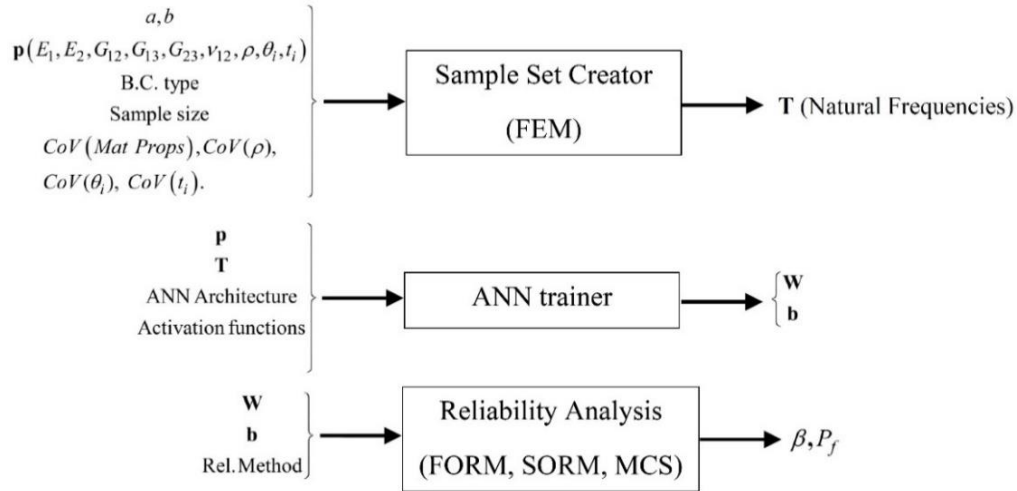 a,b
p(E₁,E₂,G₁₂,G₁₃,G₂₃,ν₁₂,ρ,θᵢ,tᵢ)
B.C. type
Sample size
CoV(Mat Props),CoV(ρ),
CoV(θᵢ), CoV(tᵢ).
Sample Set Creator
(FEM)
T (Natural Frequencies)
p
T
ANN Architecture
Activation functions
ANN trainer
W
b
W
b
Rel.Method
Reliability Analysis
(FORM, SORM, MCS)
β,P_f